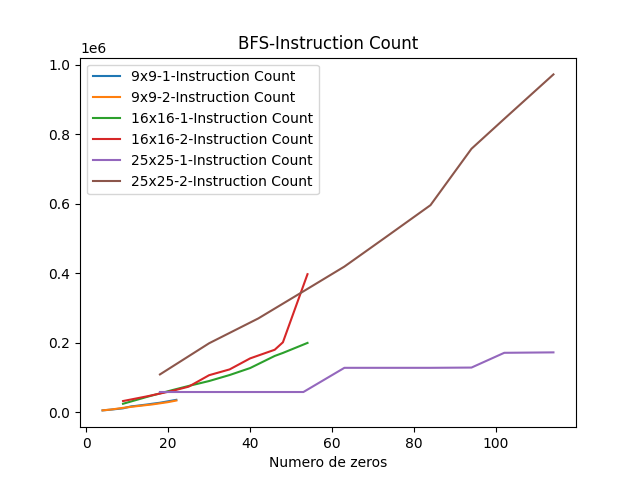 BFS-Instruction Count
1e6
1.0
0.8
0.6
0.4
0.2
0.0
9x9-1-Instruction Count
9x9-2-Instruction Count
16x16-1-Instruction Count
16x16-2-Instruction Count
25x25-1-Instruction Count
25x25-2-Instruction Count
0 20 40 60 80 100
Numero de zeros